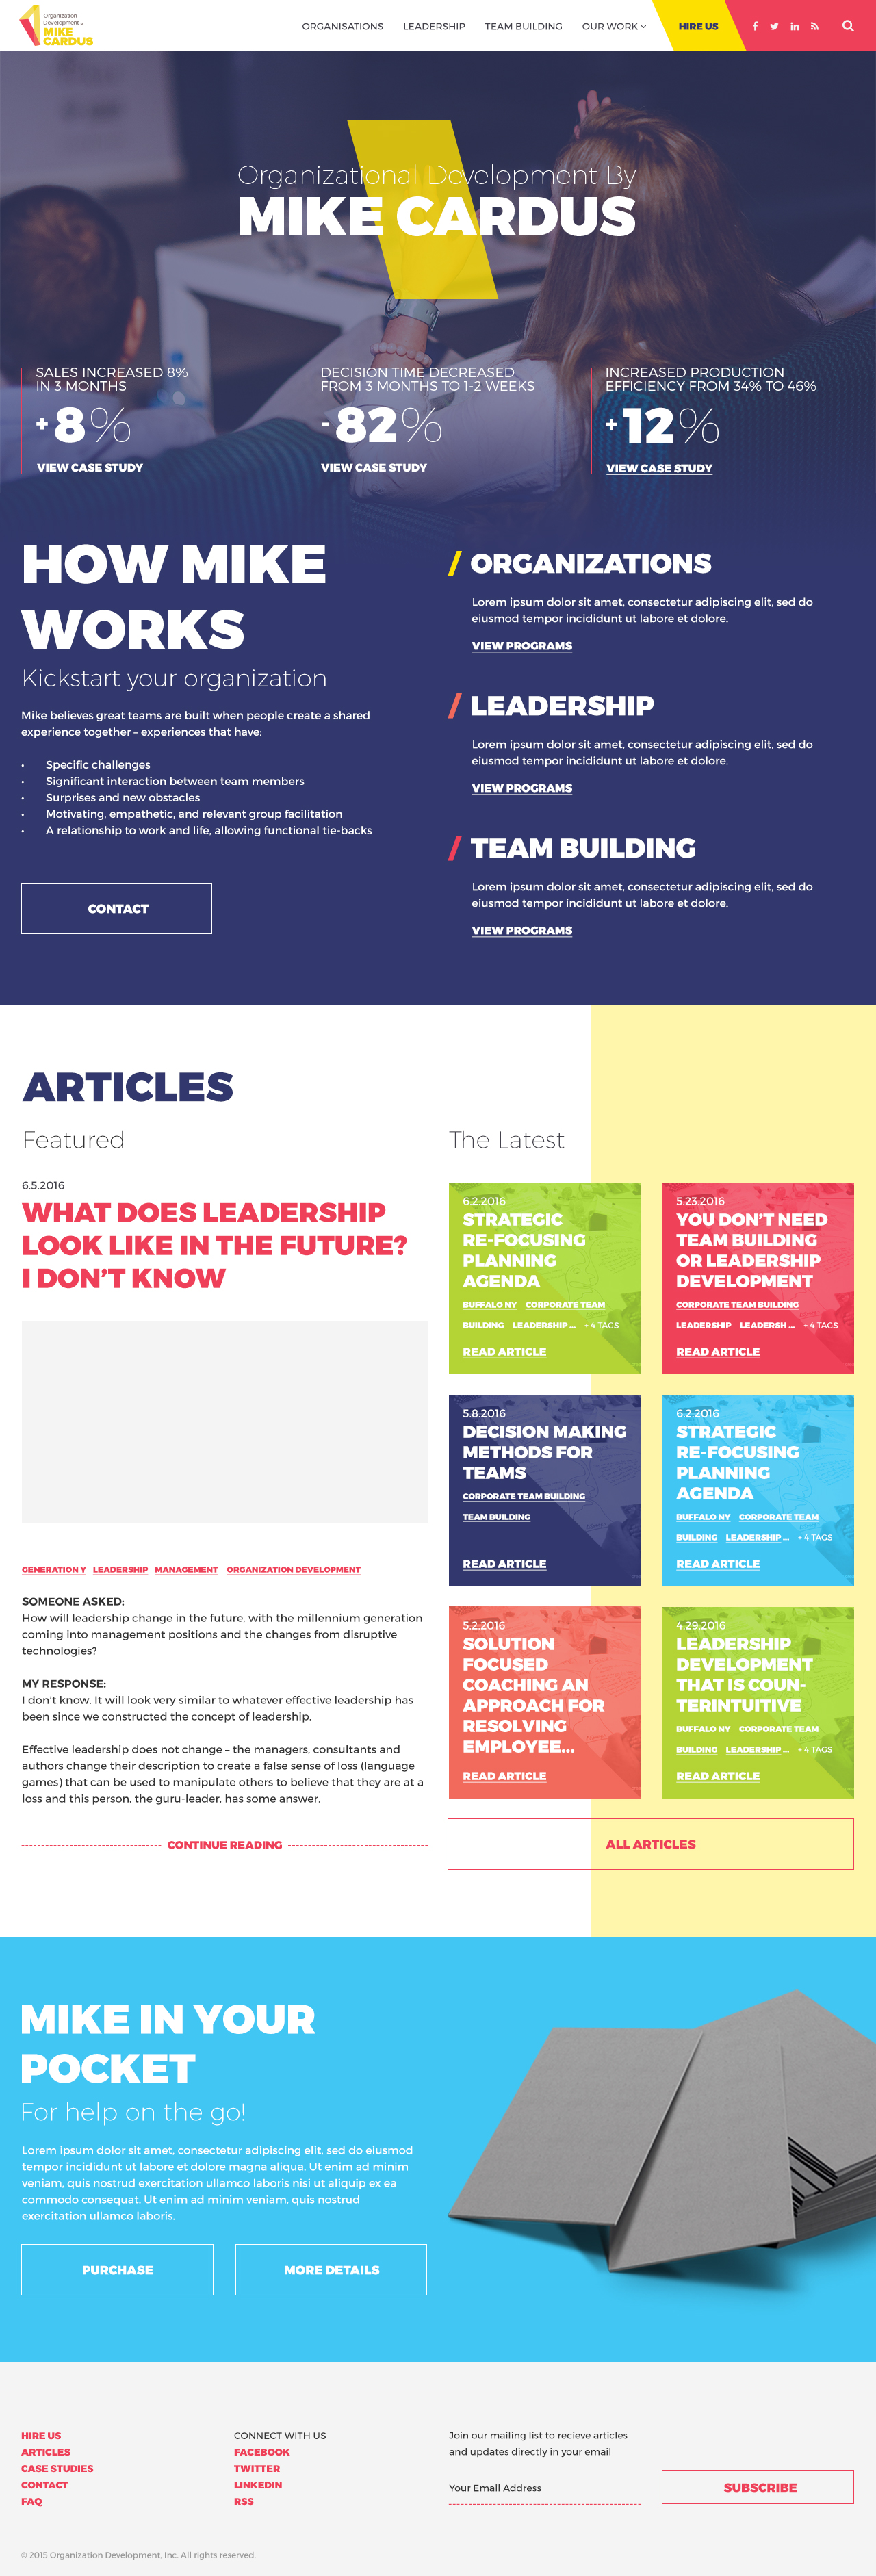 Organization
Development by
MIKE
CARDUS
ORGANISATIONS LEADERSHIP TEAM BUILDING OUR WORK HIRE US
Organizational Development By
MIKE CARDUS
SALES INCREASED 8%
IN 3 MONTHS
+8%
VIEW CASE STUDY
DECISION TIME DECREASED
FROM 3 MONTHS TO 1-2 WEEKS
-82%
VIEW CASE STUDY
INCREASED PRODUCTION
EFFICIENCY FROM 34% TO 46%
+12%
VIEW CASE STUDY
HOW MIKE
WORKS
Kickstart your organization
Mike believes great teams are built when people create a shared
experience together – experiences that have:
• Specific challenges
• Significant interaction between team members
• Surprises and new obstacles
• Motivating, empathetic, and relevant group facilitation
• A relationship to work and life, allowing functional tie-backs
CONTACT
/ ORGANIZATIONS
Lorem ipsum dolor sit amet, consectetur adipiscing elit, sed do
eiusmod tempor incididunt ut labore et dolore.
VIEW PROGRAMS
/ LEADERSHIP
Lorem ipsum dolor sit amet, consectetur adipiscing elit, sed do
eiusmod tempor incididunt ut labore et dolore.
VIEW PROGRAMS
/ TEAM BUILDING
Lorem ipsum dolor sit amet, consectetur adipiscing elit, sed do
eiusmod tempor incididunt ut labore et dolore.
VIEW PROGRAMS
ARTICLES
Featured
6.5.2016
WHAT DOES LEADERSHIP
LOOK LIKE IN THE FUTURE?
I DON'T KNOW
GENERATION Y LEADERSHIP MANAGEMENT ORGANIZATION DEVELOPMENT
SOMEONE ASKED:
How will leadership change in the future, with the millennium generation
coming into management positions and the changes from disruptive
technologies?
MY RESPONSE:
I don't know. It will look very similar to whatever effective leadership has
been since we constructed the concept of leadership.
Effective leadership does not change – the managers, consultants and
authors change their description to create a false sense of loss (language
games) that can be used to manipulate others to believe that they are at a
loss and this person, the guru-leader, has some answer.
CONTINUE READING
The Latest
6.2.2016
STRATEGIC
RE-FOCUSING
PLANNING
AGENDA
BUFFALO NY CORPORATE TEAM
BUILDING LEADERSHIP ... + 4 TAGS
READ ARTICLE
5.23.2016
YOU DON'T NEED
TEAM BUILDING
OR LEADERSHIP
DEVELOPMENT
CORPORATE TEAM BUILDING
LEADERSHIP LEADERSH ... + 4 TAGS
READ ARTICLE
5.8.2016
DECISION MAKING
METHODS FOR
TEAMS
CORPORATE TEAM BUILDING
TEAM BUILDING
READ ARTICLE
6.2.2016
STRATEGIC
RE-FOCUSING
PLANNING
AGENDA
BUFFALO NY CORPORATE TEAM
BUILDING LEADERSHIP ... + 4 TAGS
READ ARTICLE
5.2.2016
SOLUTION
FOCUSED
COACHING AN
APPROACH FOR
RESOLVING
EMPLOYEE...
READ ARTICLE
4.29.2016
LEADERSHIP
DEVELOPMENT
THAT IS COUN-
TERINTUITIVE
BUFFALO NY CORPORATE TEAM
BUILDING LEADERSHIP ... + 4 TAGS
READ ARTICLE
ALL ARTICLES
MIKE IN YOUR
POCKET
For help on the go!
Lorem ipsum dolor sit amet, consectetur adipiscing elit, sed do eiusmod
tempor incididunt ut labore et dolore magna aliqua. Ut enim ad minim
veniam, quis nostrud exercitation ullamco laboris nisi ut aliquip ex ea
commodo consequat. Ut enim ad minim veniam, quis nostrud
exercitation ullamco laboris.
PURCHASE MORE DETAILS
HIRE US
ARTICLES
CASE STUDIES
CONTACT
FAQ
CONNECT WITH US
FACEBOOK
TWITTER
LINKEDIN
RSS
Join our mailing list to recieve articles
and updates directly in your email
Your Email Address
SUBSCRIBE
© 2015 Organization Development, Inc. All rights reserved.